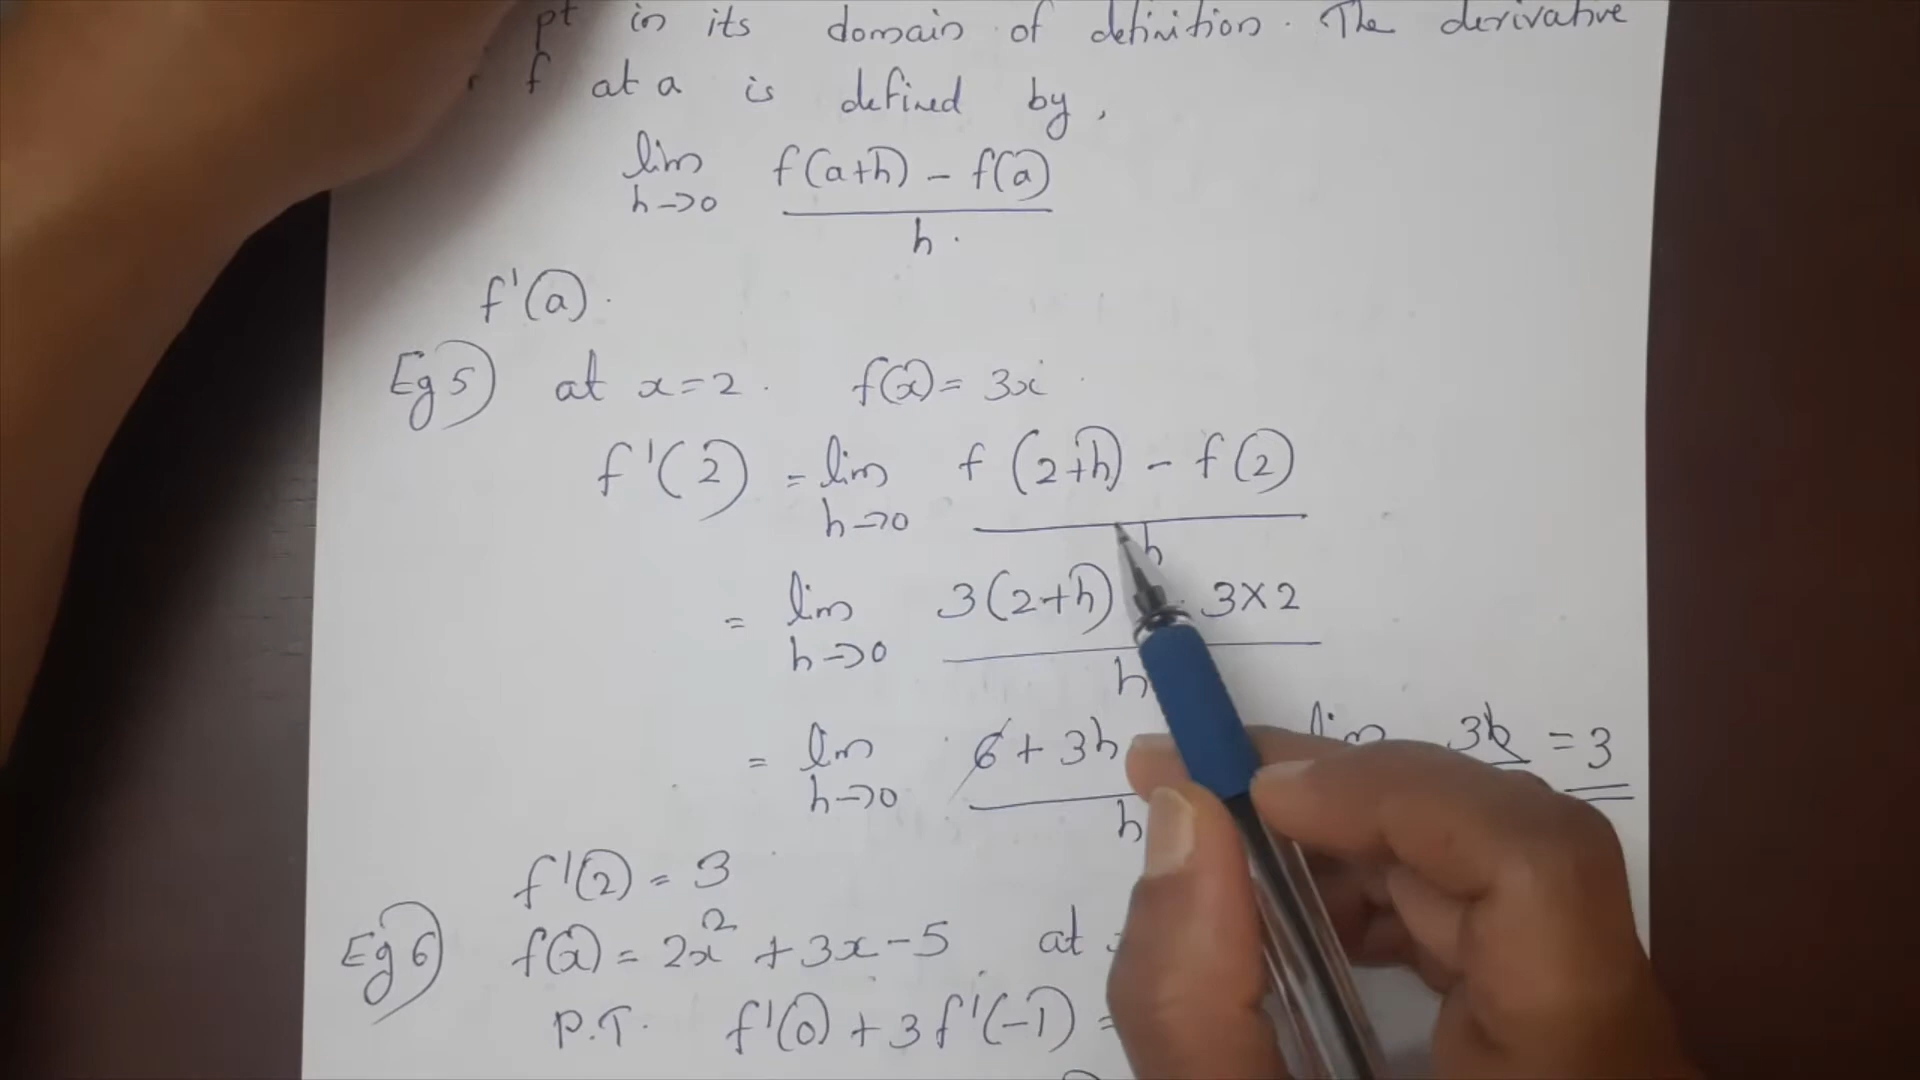 pt in its domain of definition. The derivative
f at a is defined by,
lim f(a+h) - f(a)
h→0 h.
f'(a).
Eg 5) at x=2. f(x) = 3x
f'(2) = lim f(2+h) - f(2)
h→0 h
= lim 3(2+h) - 3×2
h→0 h
= lim 6 + 3h lim 3h = 3
h→0 h
f'(2) = 3
Eg 6) f(x) = 2x² + 3x - 5 at
P.T. f'(0) + 3f'(-1) =